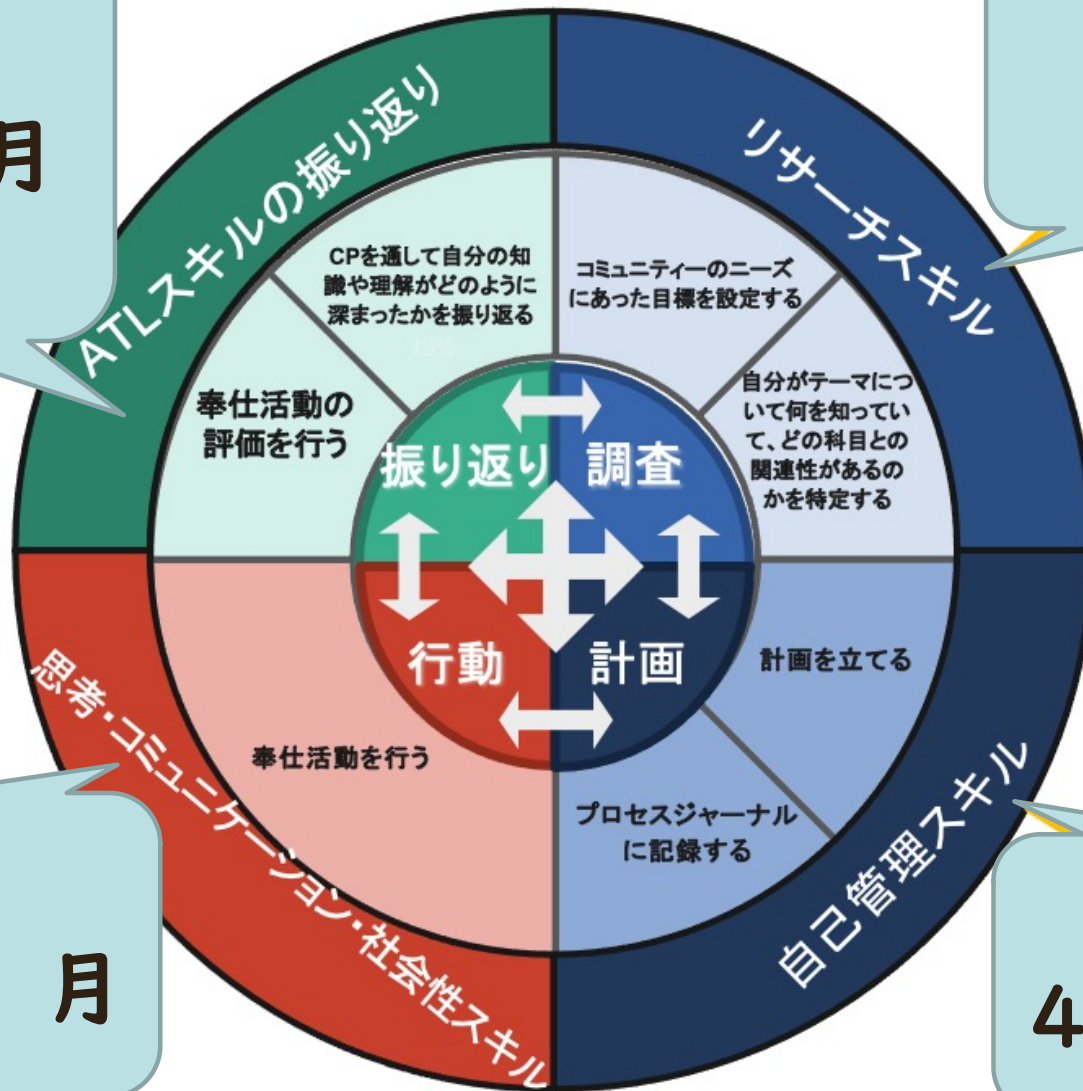 月
ATLスキルの振り返り
リサーチスキル
CPを通して自分の知
識や理解がどのように
深まったかを振り返る
コミュニティーのニーズ
にあった目標を設定する
奉仕活動の
評価を行う
自分がテーマにつ
いて何を知ってい
て、どの科目との
関連性があるの
かを特定する
振り返り
調査
行動
計画
奉仕活動を行う
計画を立てる
プロセスジャーナル
に記録する
思考・コミュニケーション・社会性スキル
自己管理スキル
月
4